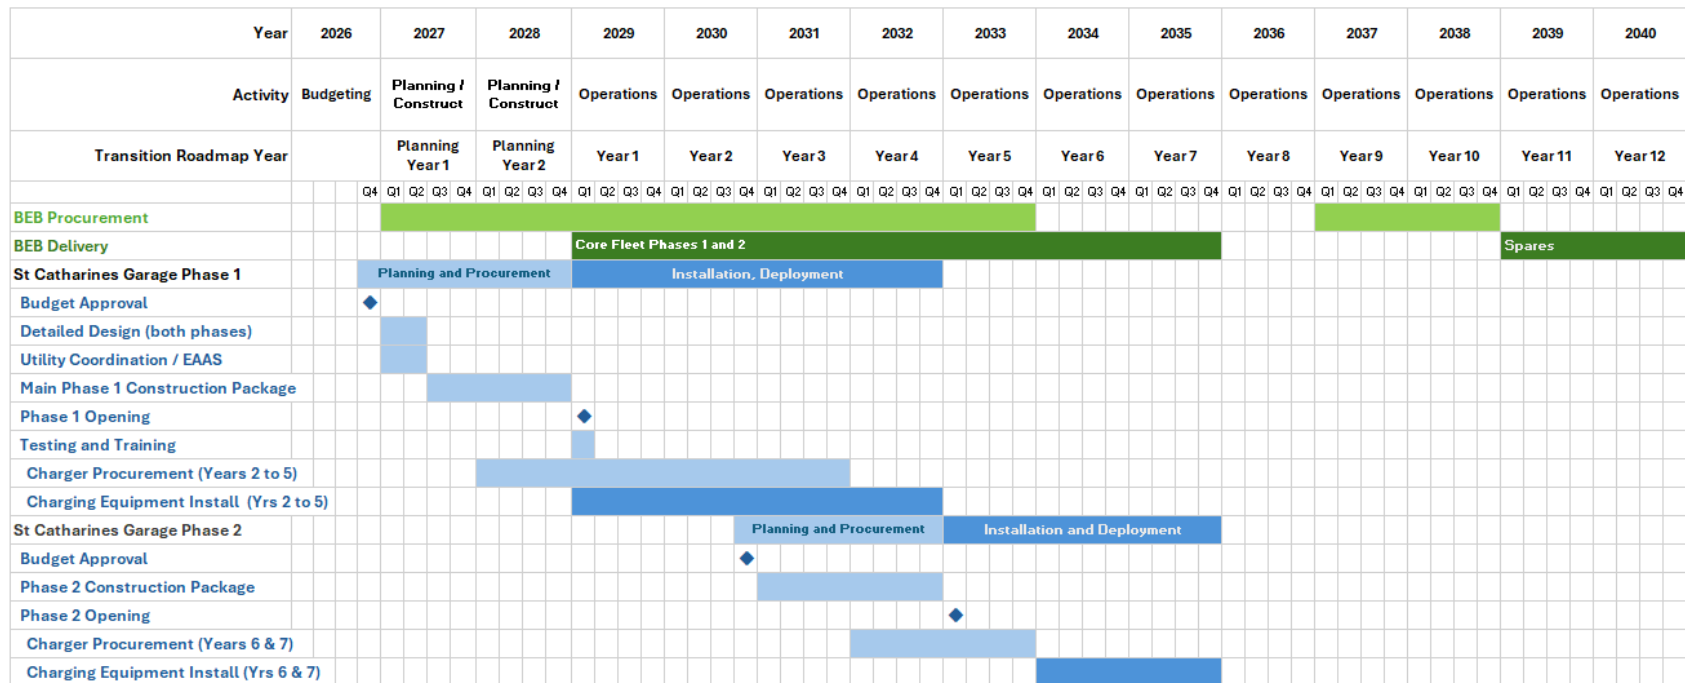 Year 2026 2027 2028 2029 2030 2031 2032 2033 2034 2035 2036 2037 2038 2039 2040
Activity Budgeting Planning / Construct Planning / Construct Operations Operations Operations Operations Operations Operations Operations Operations Operations Operations Operations Operations
Transition Roadmap Year Planning Year 1 Planning Year 2 Year 1 Year 2 Year 3 Year 4 Year 5 Year 6 Year 7 Year 8 Year 9 Year 10 Year 11 Year 12
Q4 Q1 Q2 Q3 Q4 Q1 Q2 Q3 Q4 Q1 Q2 Q3 Q4 Q1 Q2 Q3 Q4 Q1 Q2 Q3 Q4 Q1 Q2 Q3 Q4 Q1 Q2 Q3 Q4 Q1 Q2 Q3 Q4 Q1 Q2 Q3 Q4 Q1 Q2 Q3 Q4 Q1 Q2 Q3 Q4 Q1 Q2 Q3 Q4 Q1 Q2 Q3 Q4 Q1 Q2 Q3 Q4
BEB Procurement
BEB Delivery Core Fleet Phases 1 and 2 Spares
St Catharines Garage Phase 1 Planning and Procurement Installation, Deployment
Budget Approval
Detailed Design (both phases)
Utility Coordination / EAAS
Main Phase 1 Construction Package
Phase 1 Opening
Testing and Training
Charger Procurement (Years 2 to 5)
Charging Equipment Install (Yrs 2 to 5)
St Catharines Garage Phase 2 Planning and Procurement Installation and Deployment
Budget Approval
Phase 2 Construction Package
Phase 2 Opening
Charger Procurement (Years 6 & 7)
Charging Equipment Install (Yrs 6 & 7)